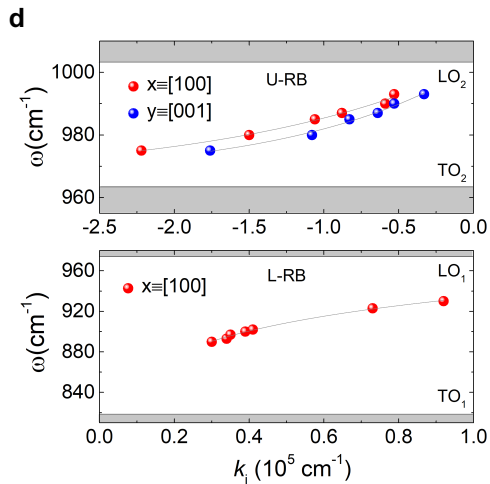 d
ω(cm⁻¹)
1000
980
960
x≡[100]
y≡[001]
U-RB
LO₂
TO₂
-2.5 -2.0 -1.5 -1.0 -0.5 0.0
ω(cm⁻¹)
960
920
880
840
x≡[100]
L-RB
LO₁
TO₁
0.0 0.2 0.4 0.6 0.8 1.0
kᵢ (10⁵ cm⁻¹)